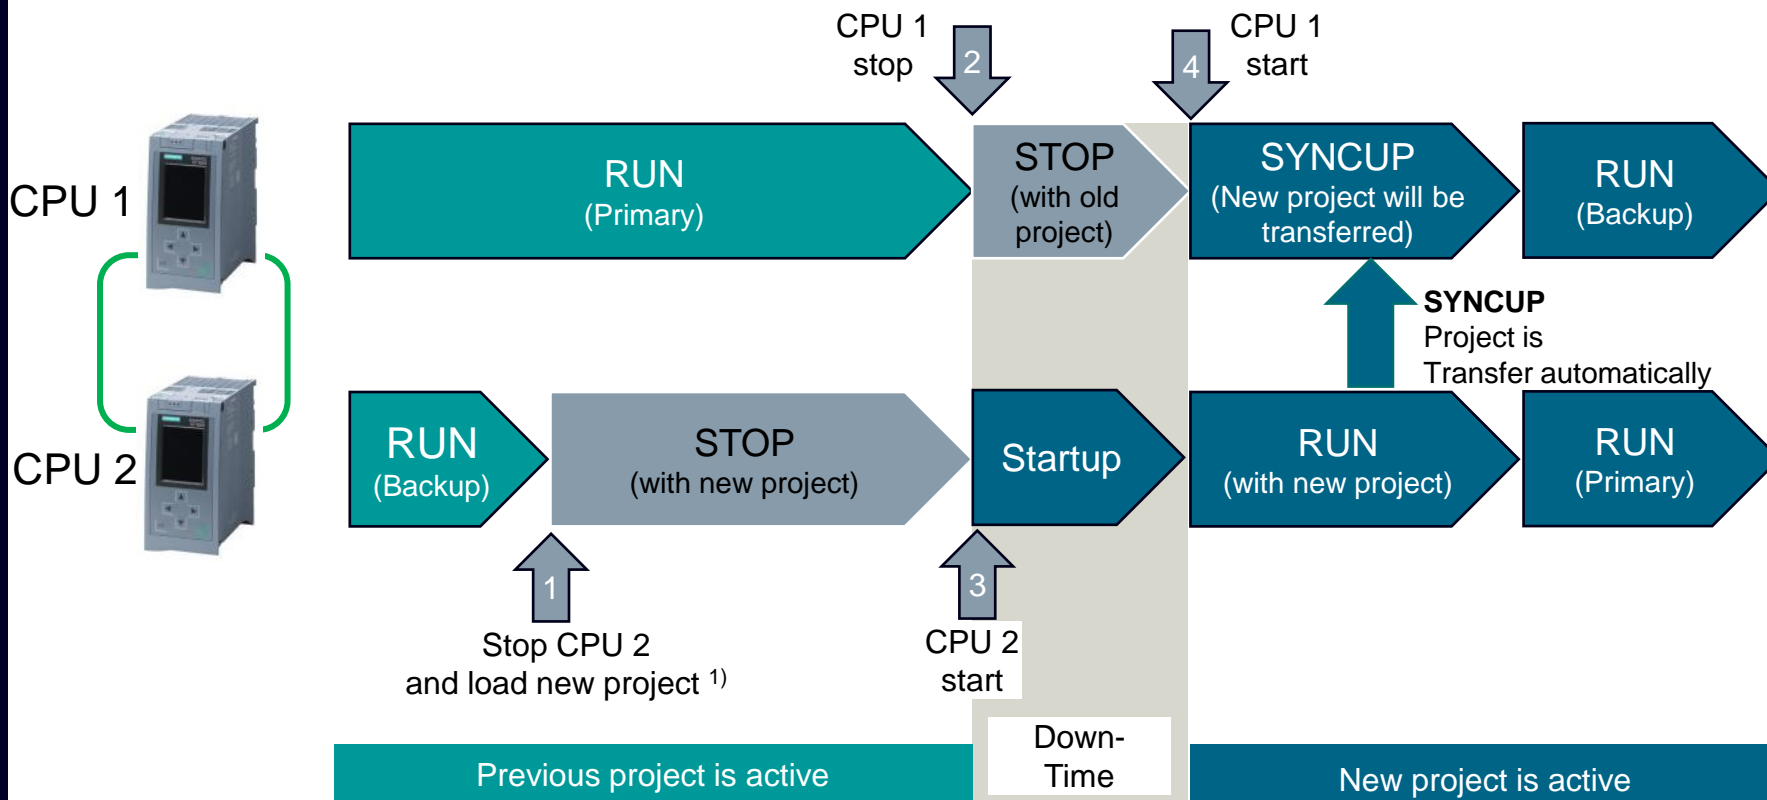 CPU 1
stop
2
4
CPU 1
start
CPU 1
RUN
(Primary)
STOP
(with old
project)
SYNCUP
(New project will be
transferred)
RUN
(Backup)
SYNCUP
Project is
Transfer automatically
CPU 2
RUN
(Backup)
STOP
(with new project)
Startup
RUN
(with new project)
RUN
(Primary)
1
Stop CPU 2
and load new project 1)
3
CPU 2
start
Previous project is active
Down-
Time
New project is active